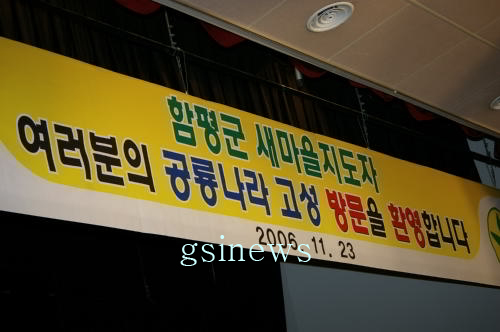 함평군 새마을지도자
여러분의 공룡나라 고성 방문을 환영합니다
2006. 11. 23
gsinews